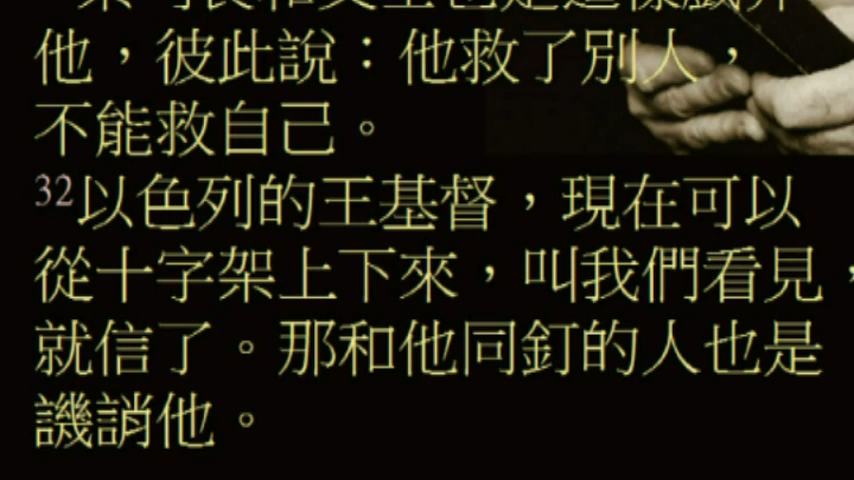 他，彼此說：他救了別人，
不能救自己。
32以色列的王基督，現在可以
從十字架上下來，叫我們看見，
就信了。那和他同釘的人也是
譏誚他。